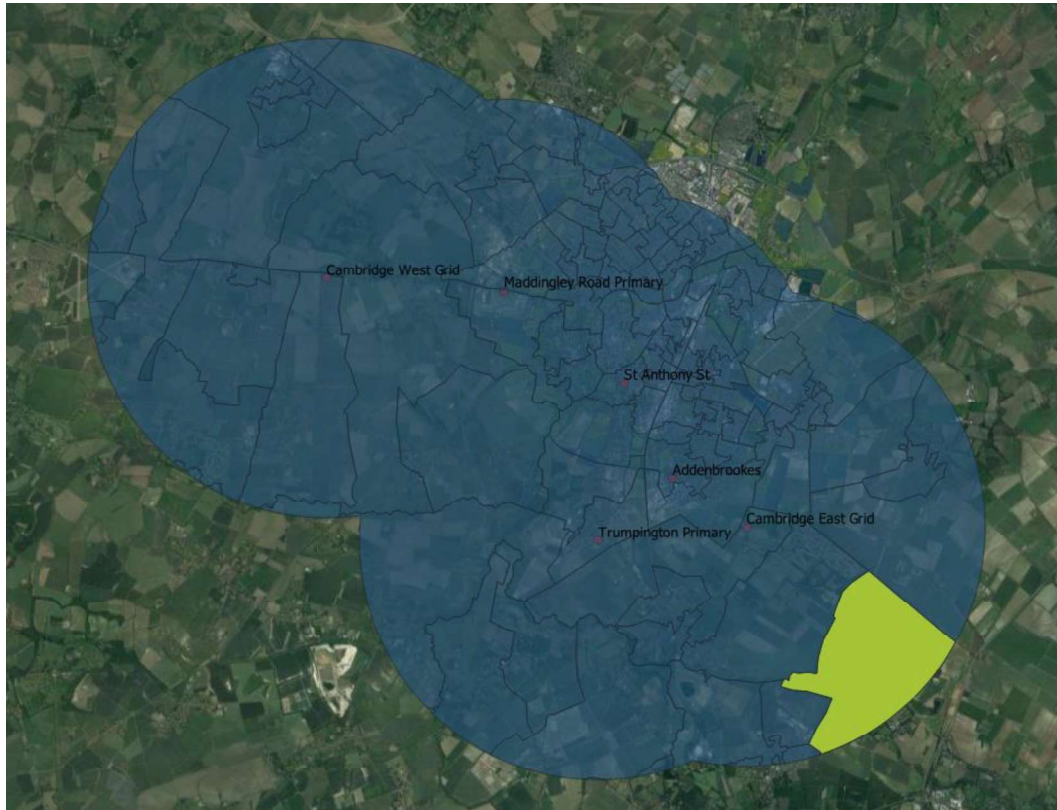 Cambridge West Grid
Maddingley Road Primary
St Anthony St
Addenbrookes
Cambridge East Grid
Trumpington Primary